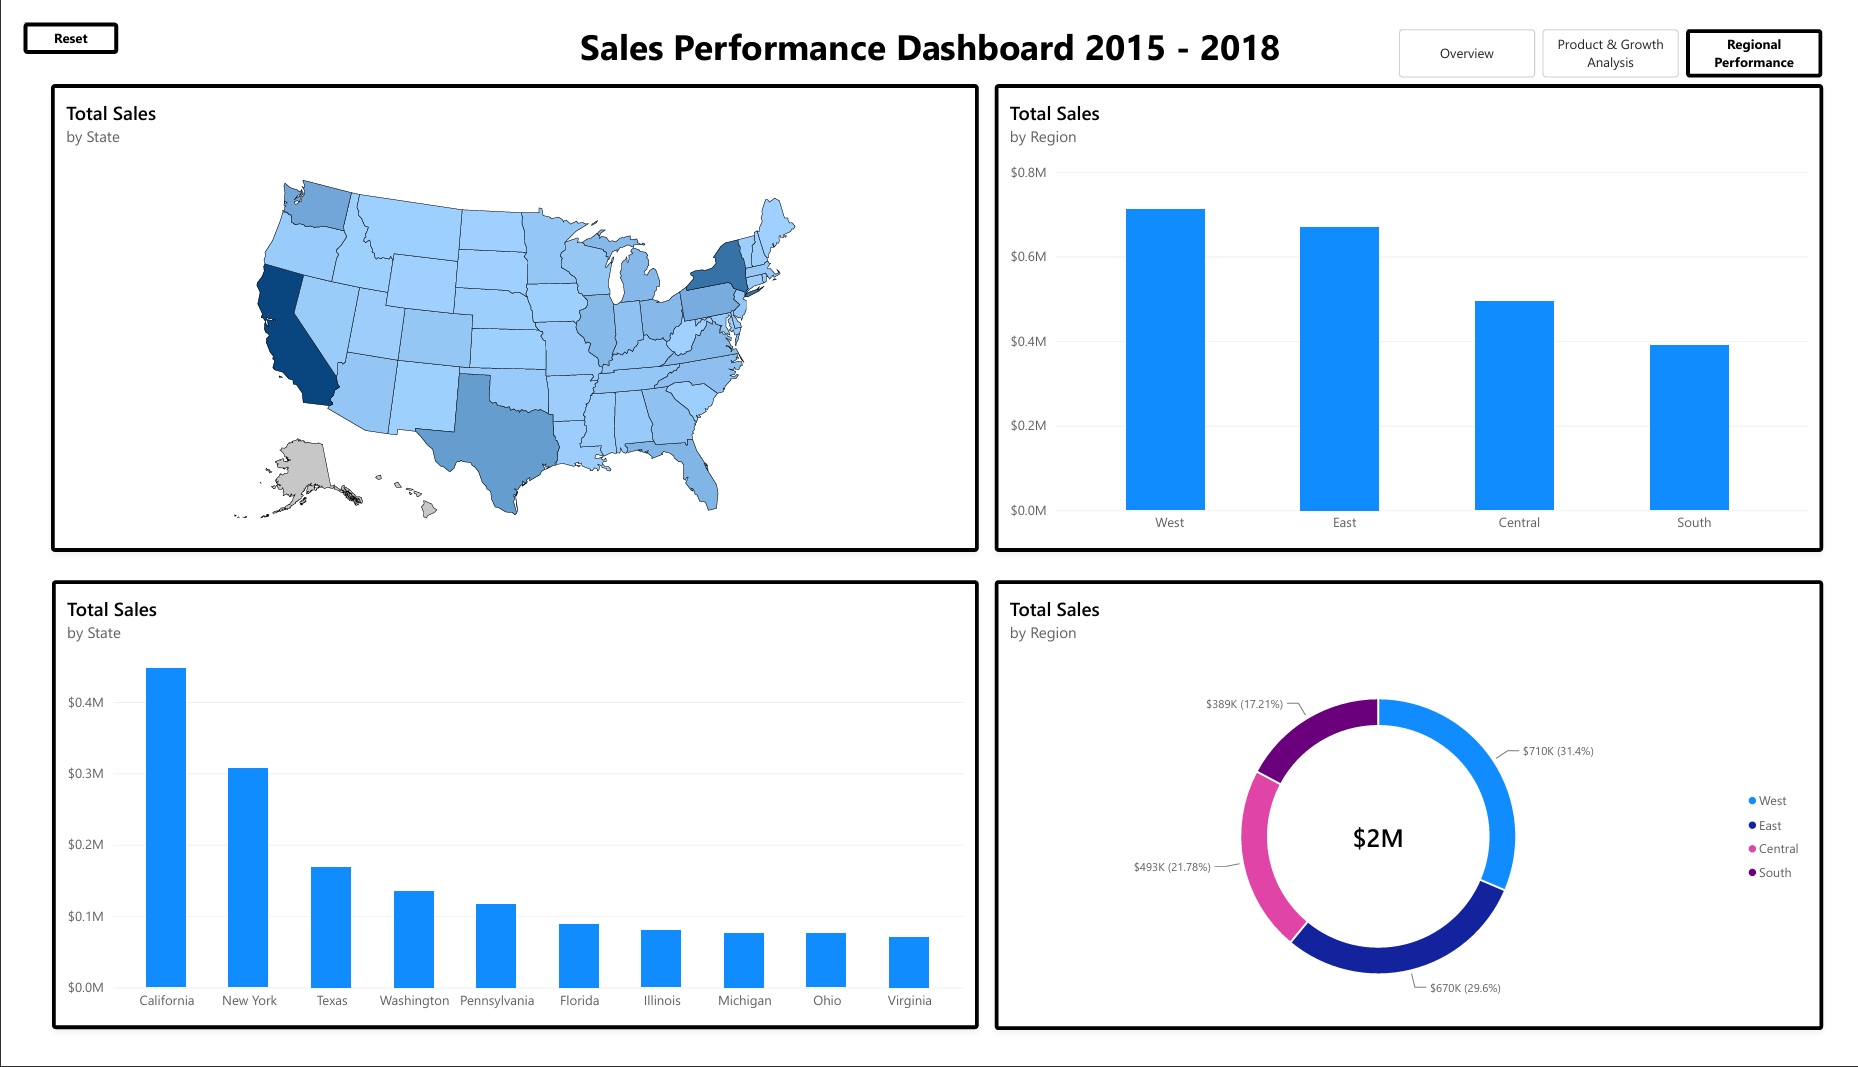 Reset
Sales Performance Dashboard 2015 - 2018
Overview
Product & Growth
Analysis
Regional
Performance
Total Sales
by State
Total Sales
by Region
$0.8M
$0.6M
$0.4M
$0.2M
$0.0M
West
East
Central
South
Total Sales
by State
$0.4M
$0.3M
$0.2M
$0.1M
$0.0M
California
New York
Texas
Washington
Pennsylvania
Florida
Illinois
Michigan
Ohio
Virginia
Total Sales
by Region
$389K (17.21%)
$710K (31.4%)
$2M
$493K (21.78%)
$670K (29.6%)
West
East
Central
South